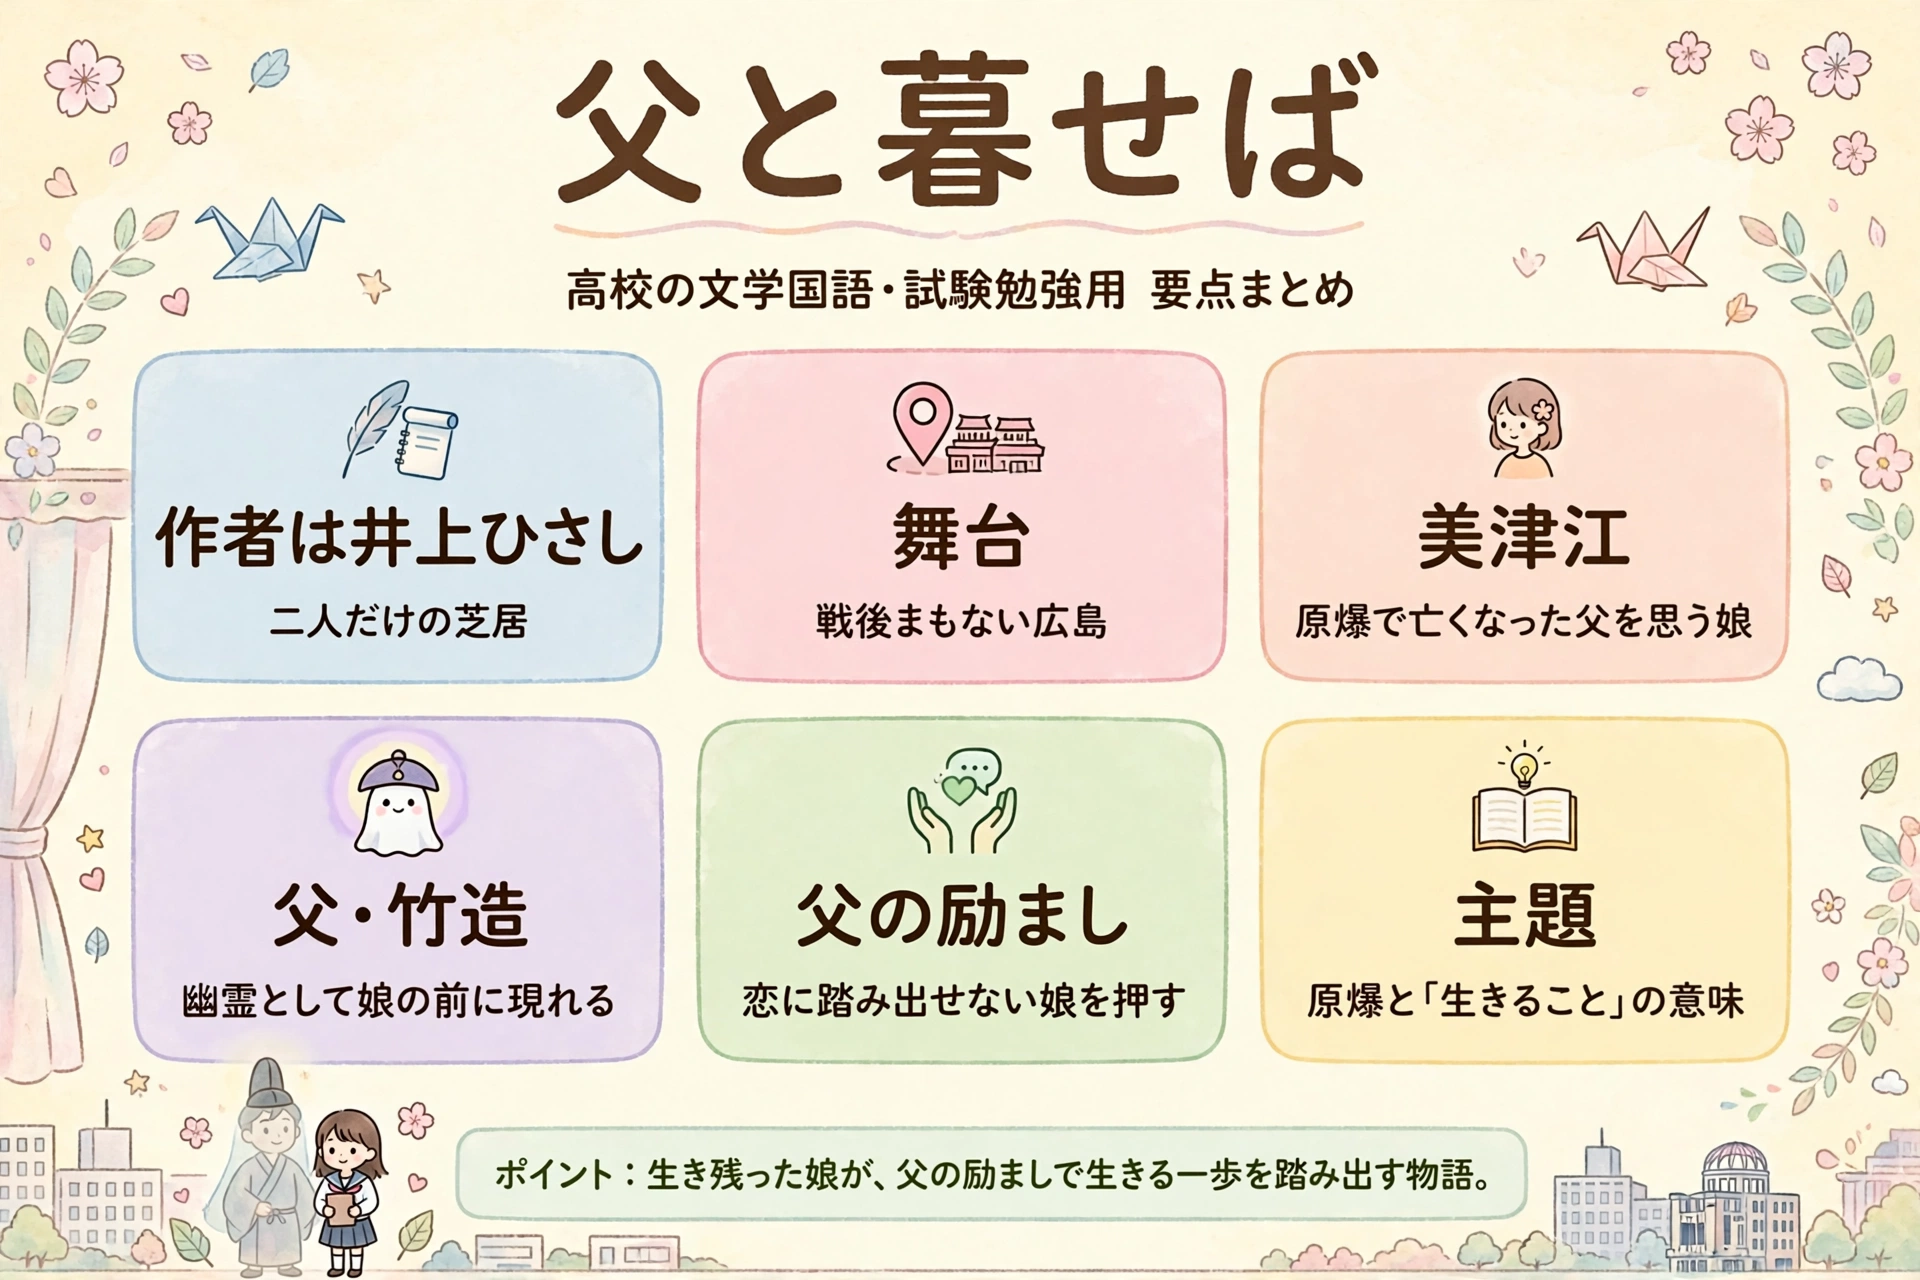 父と暮せば
高校の文学国語・試験勉強用 要点まとめ
作者は井上ひさし
二人だけの芝居
舞台
戦後まもない広島
美津江
原爆で亡くなった父を思う娘
父・竹造
幽霊として娘の前に現れる
父の励まし
恋に踏み出せない娘を押す
主題
原爆と「生きること」の意味
ポイント：生き残った娘が、父の励ましで生きる一歩を踏み出す物語。